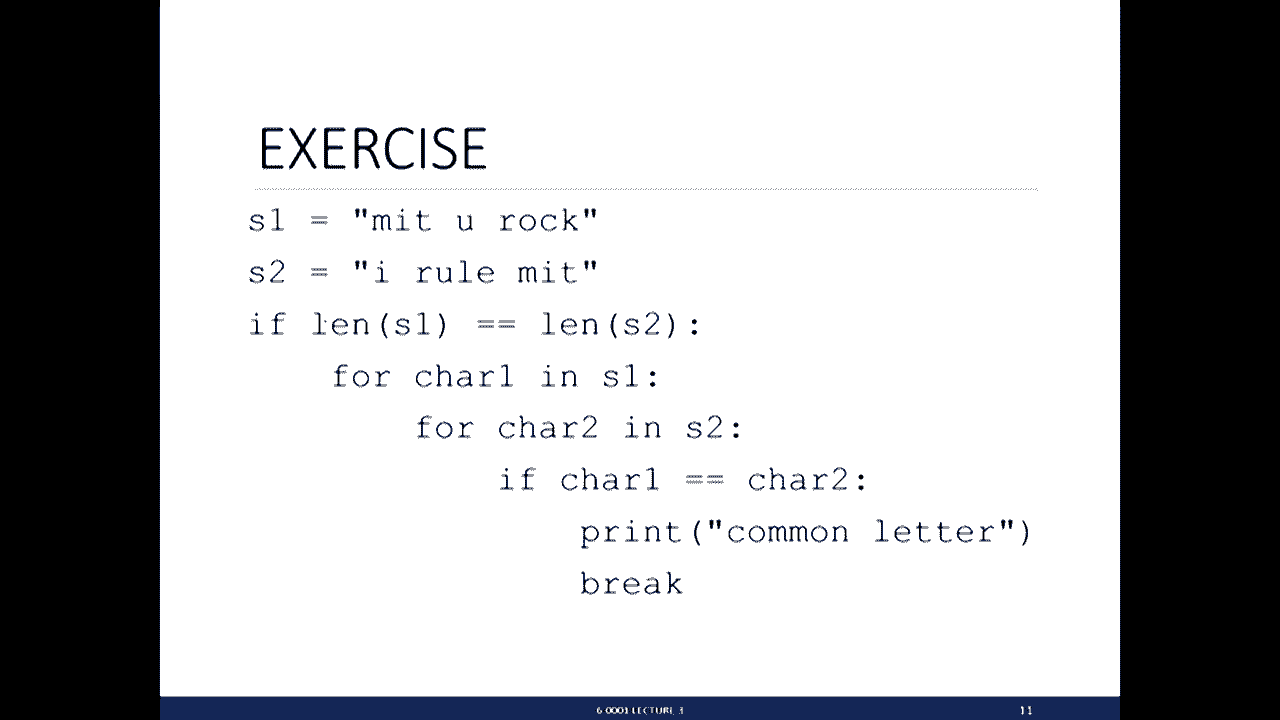 EXERCISE
s1 = "mit u rock"
s2 = "i rule mit"
if len(s1) == len(s2):
    for char1 in s1:
        for char2 in s2:
            if char1 == char2:
                print("common letter")
                break
6.0001 LECTURE 3
11